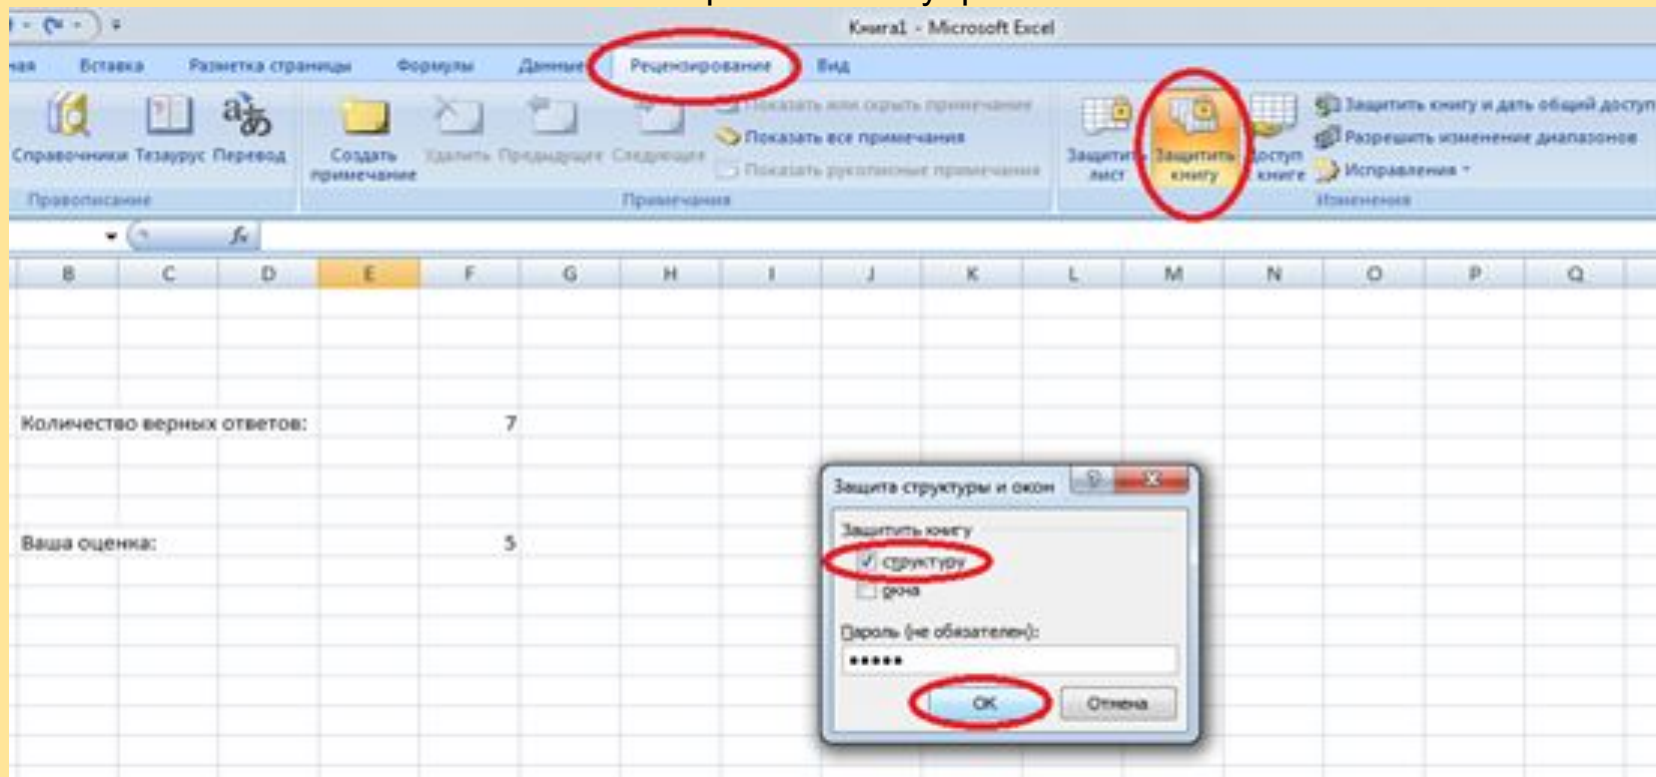 Книга1 - Microsoft Excel
Вставка Разметка страницы Формулы Данные Рецензирование Вид
Справочники Тезаурус Перевод
Создать примечание
Удалить Предыдущее Следующее
Показать или скрыть примечание
Показать все примечания
Показать рукописные примечания
Защитить лист
Защитить книгу
Доступ книге
Защитить книгу и дать общий доступ
Разрешить изменение диапазонов
Исправления
Правописание Примечания Изменения
fx
B C D E F G H I J K L M N O P Q
Количество верных ответов: 7
Ваша оценка: 5
Защита структуры и окон
Защитить книгу
структуру
окна
Пароль (не обязателен):
•••••
ОК Отмена